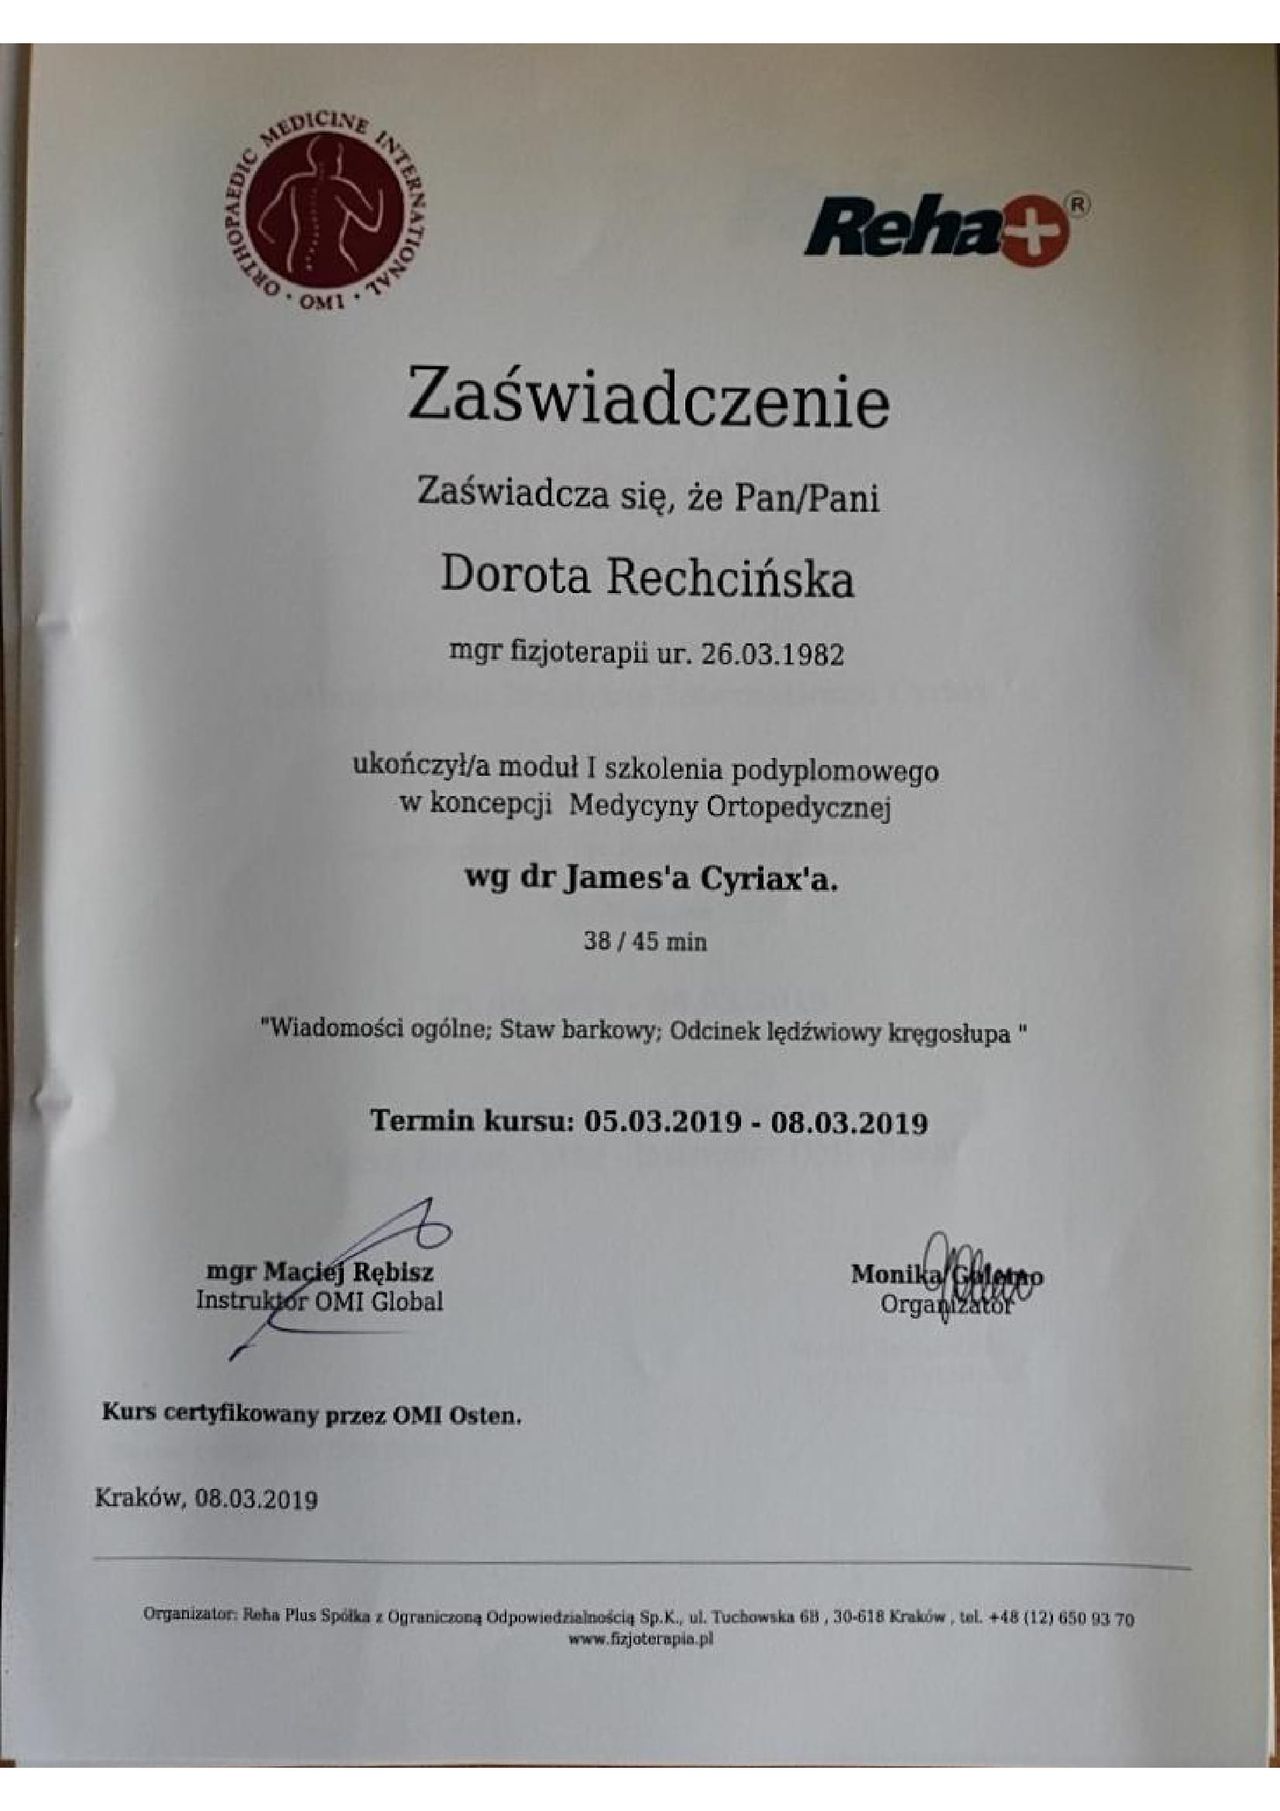 ORTHOPAEDIC MEDICINE INTERNATIONAL
· OMI ·
Reha+®
Zaświadczenie
Zaświadcza się, że Pan/Pani
Dorota Rechcińska
mgr fizjoterapii ur. 26.03.1982
ukończył/a moduł I szkolenia podyplomowego
w koncepcji Medycyny Ortopedycznej
wg dr James'a Cyriax'a.
38 / 45 min
"Wiadomości ogólne; Staw barkowy; Odcinek lędźwiowy kręgosłupa "
Termin kursu: 05.03.2019 - 08.03.2019
mgr Maciej Rębisz
Instruktor OMI Global
Monika
Organizator
Kurs certyfikowany przez OMI Osten.
Kraków, 08.03.2019
Organizator: Reha Plus Spółka z Ograniczoną Odpowiedzialnością Sp.K., ul. Tuchowska 6B , 30-618 Kraków , tel. +48 (12) 650 93 70
www.fizjoterapia.pl